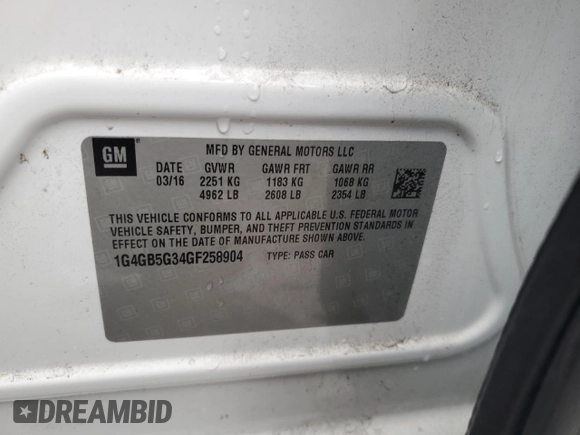 GM
MFD BY GENERAL MOTORS LLC
DATE GVWR GAWR FRT GAWR RR
03/16 2251 KG 1183 KG 1068 KG
4962 LB 2608 LB 2354 LB
THIS VEHICLE CONFORMS TO ALL APPLICABLE U.S. FEDERAL MOTOR
VEHICLE SAFETY, BUMPER, AND THEFT PREVENTION STANDARDS IN
EFFECT ON THE DATE OF MANUFACTURE SHOWN ABOVE.
1G4GB5G34GF258904 TYPE: PASS CAR
DREAMBID